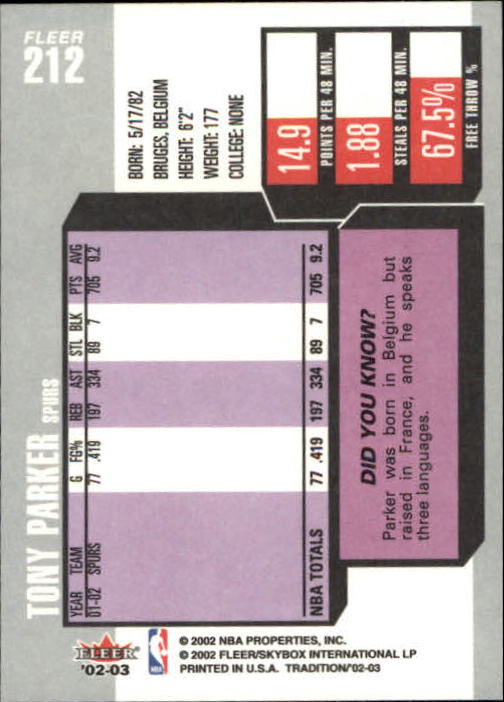 TONY PARKER
SPURS
FLEER
212
YEAR TEAM G FG% REB AST STL BLK PTS AVG
01-02 SPURS 77 .419 197 334 89 7 705 9.2
NBA TOTALS 77 .419 197 334 89 7 705 9.2
BORN: 5/17/82
BRUGES, BELGIUM
HEIGHT: 6'2"
WEIGHT: 177
COLLEGE: NONE
14.9
POINTS PER 48 MIN.
1.88
STEALS PER 48 MIN.
67.5%
FREE THROW %
DID YOU KNOW?
Parker was born in Belgium but
raised in France, and he speaks
three languages.
FLEER
'02-03
NBA
© 2002 NBA PROPERTIES, INC.
© 2002 FLEER/SKYBOX INTERNATIONAL LP
PRINTED IN U.S.A. TRADITION/'02-03